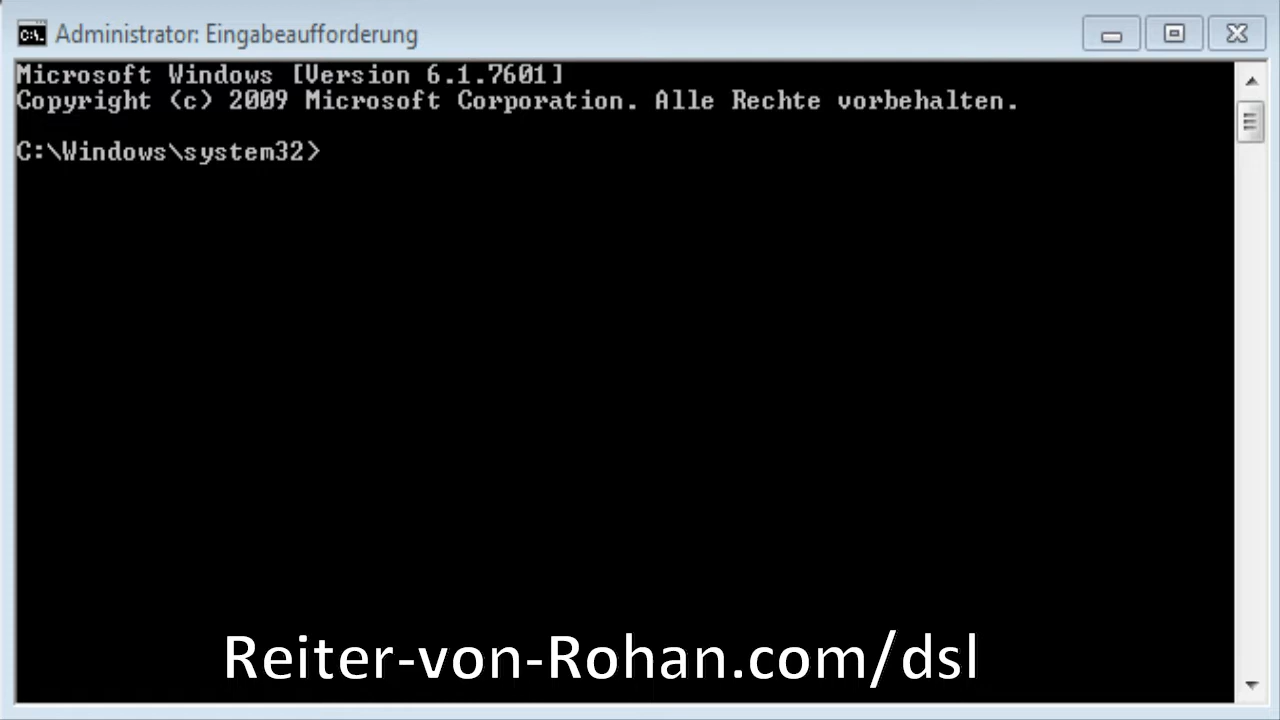 Administrator: Eingabeaufforderung
Microsoft Windows [Version 6.1.7601]
Copyright (c) 2009 Microsoft Corporation. Alle Rechte vorbehalten.
C:\Windows\system32>
Reiter-von-Rohan.com/dsl